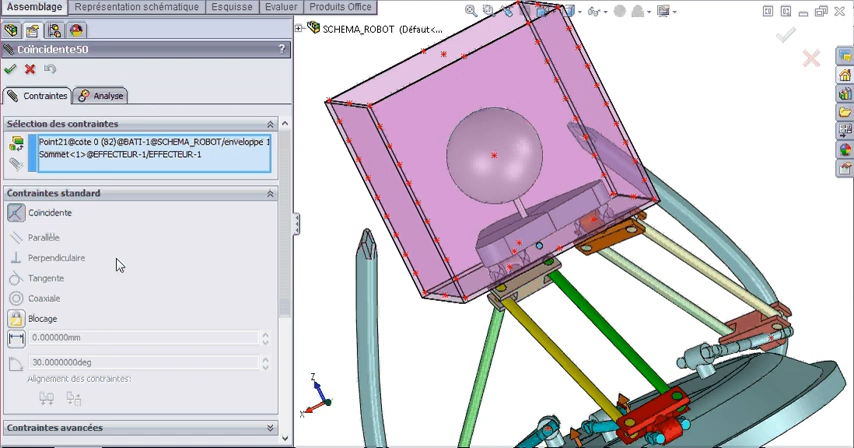 Assemblage
Représentation schématique
Esquisse
Evaluer
Produits Office
SCHEMA_ROBOT (Défaut<...
Coïncidente50
?
Contraintes
Analyse
Sélection des contraintes
Point21@cote 0 (82)@BATI-1@SCHEMA_ROBOT/enveloppe 1
Sommet<1>@EFFECTEUR-1/EFFECTEUR-1
Contraintes standard
Coïncidente
Parallèle
Perpendiculaire
Tangente
Coaxiale
Blocage
0.000000mm
30.0000000deg
Alignement des contraintes:
Contraintes avancées
Z
X